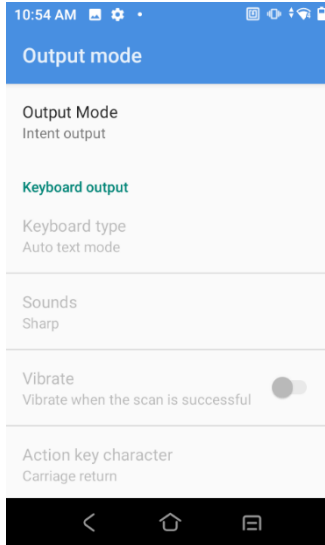 10:54 AM
Output mode
Output Mode
Intent output
Keyboard output
Keyboard type
Auto text mode
Sounds
Sharp
Vibrate
Vibrate when the scan is successful
Action key character
Carriage return